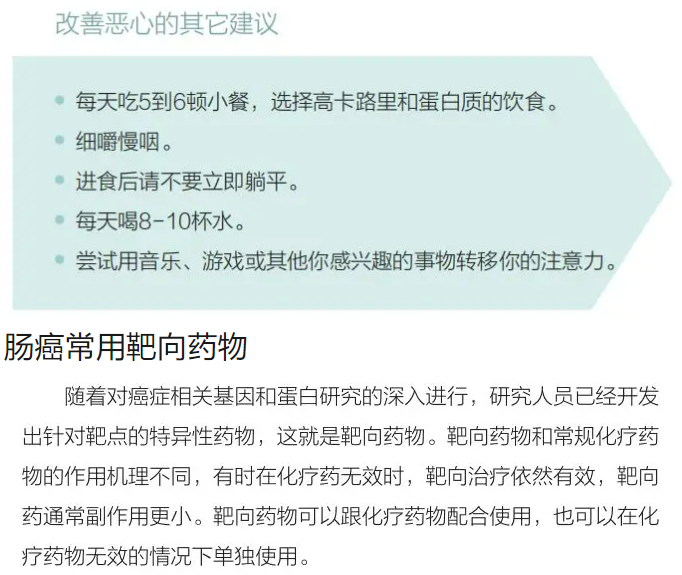 改善恶心的其它建议
每天吃5到6顿小餐，选择高卡路里和蛋白质的饮食。
细嚼慢咽。
进食后请不要立即躺平。
每天喝8-10杯水。
尝试用音乐、游戏或其他你感兴趣的事物转移你的注意力。
肠癌常用靶向药物
随着对癌症相关基因和蛋白研究的深入进行，研究人员已经开
出针对靶点的特异性药物，这就是靶向药物。靶向药物和常规化疗药
物的作用机理不同，有时在化疗药无效时，靶向治疗依然有效，靶向
药通常副作用更小。靶向药物可以跟化疗药物配合使用，也可以在化
疗药物无效的情况下单独使用。